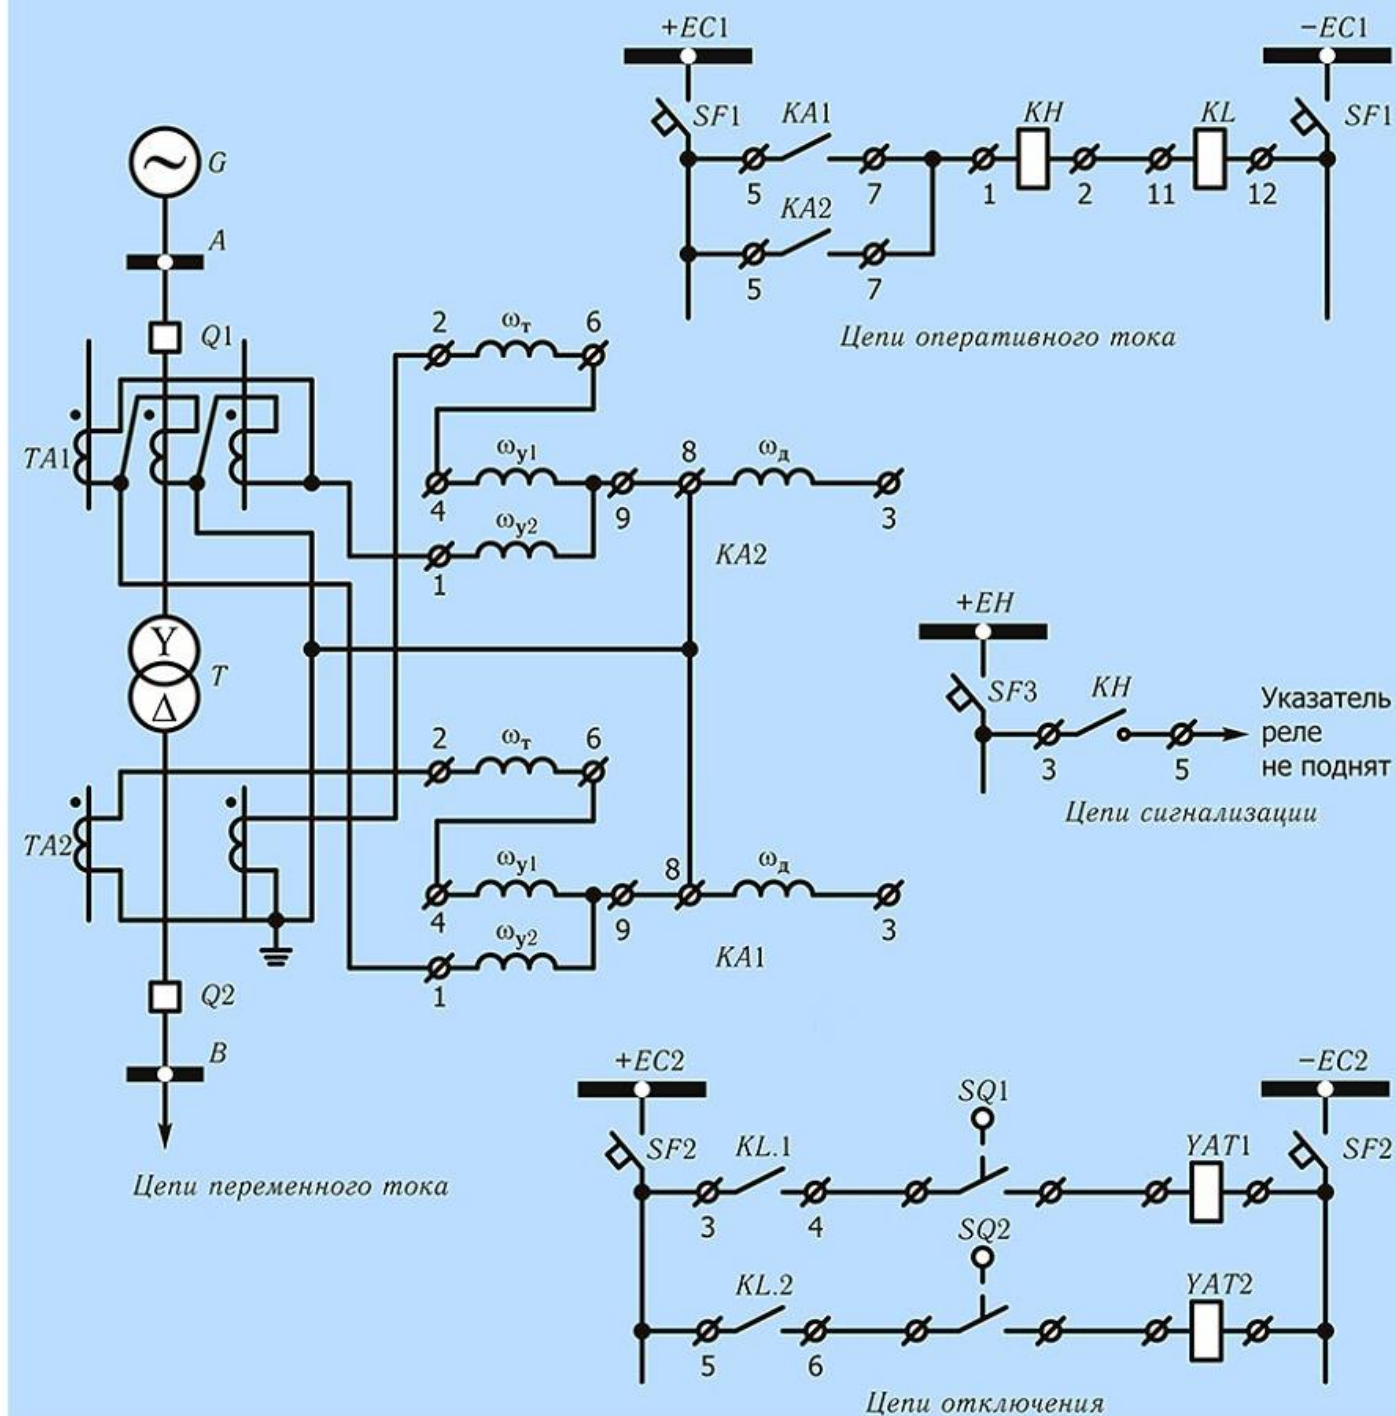 +EC1
−EC1
SF1
KA1
KH
KL
SF1
5
7
1
2
11
12
KA2
5
7
Цепи оперативного тока
G
A
Q1
TA1
2
ωт
6
ωу1
8
ωд
4
9
3
ωу2
KA2
1
Y
Δ
T
+EH
SF3
KH
Указатель
реле
не поднят
3
5
Цепи сигнализации
2
ωт
6
TA2
ωу1
8
ωд
4
9
3
ωу2
KA1
1
Q2
B
Цепи переменного тока
+EC2
−EC2
SQ1
SF2
KL.1
YAT1
SF2
3
4
SQ2
KL.2
YAT2
5
6
Цепи отключения